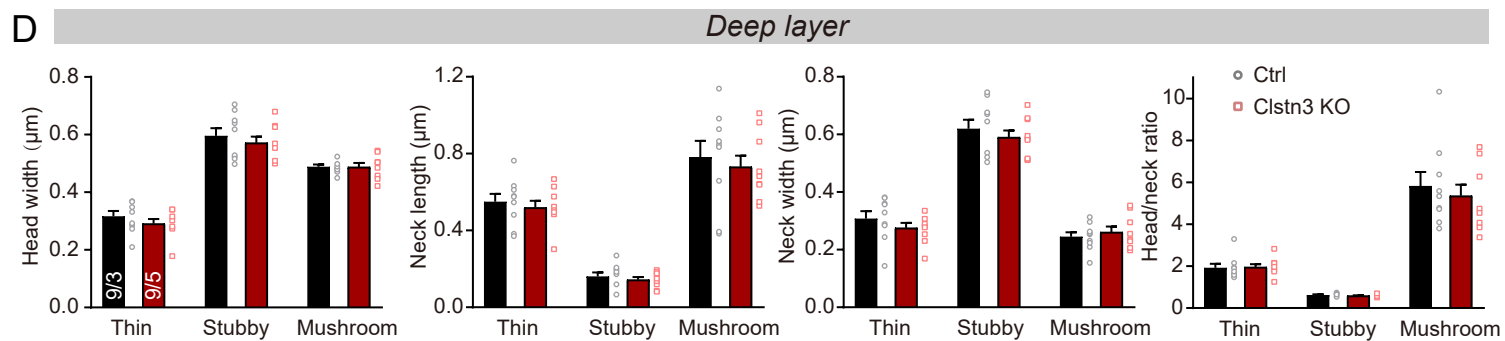 D
Deep layer
Head width (μm)
0.8
0.6
0.4
0.2
0.0
9/3
9/5
Thin
Stubby
Mushroom
Neck length (μm)
1.2
0.8
0.4
0.0
Thin
Stubby
Mushroom
Neck width (μm)
0.8
0.6
0.4
0.2
0.0
Thin
Stubby
Mushroom
Head/neck ratio
10
8
6
4
2
0
Thin
Stubby
Mushroom
Ctrl
Clstn3 KO